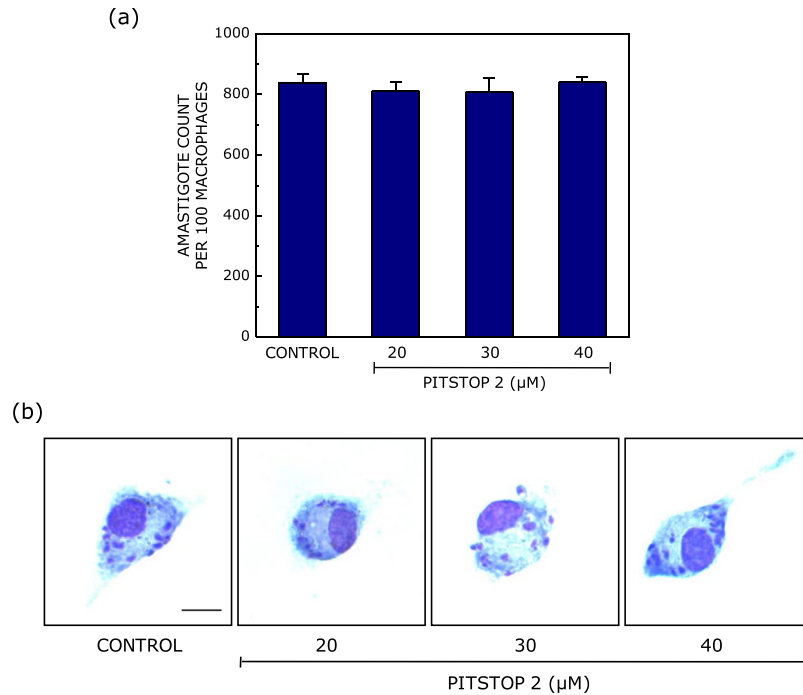 (a)
1000
800
600
400
200
0
AMASTIGOTE COUNT
PER 100 MACROPHAGES
CONTROL 20 30 40
PITSTOP 2 (µM)
(b)
CONTROL 20 30 40
PITSTOP 2 (µM)